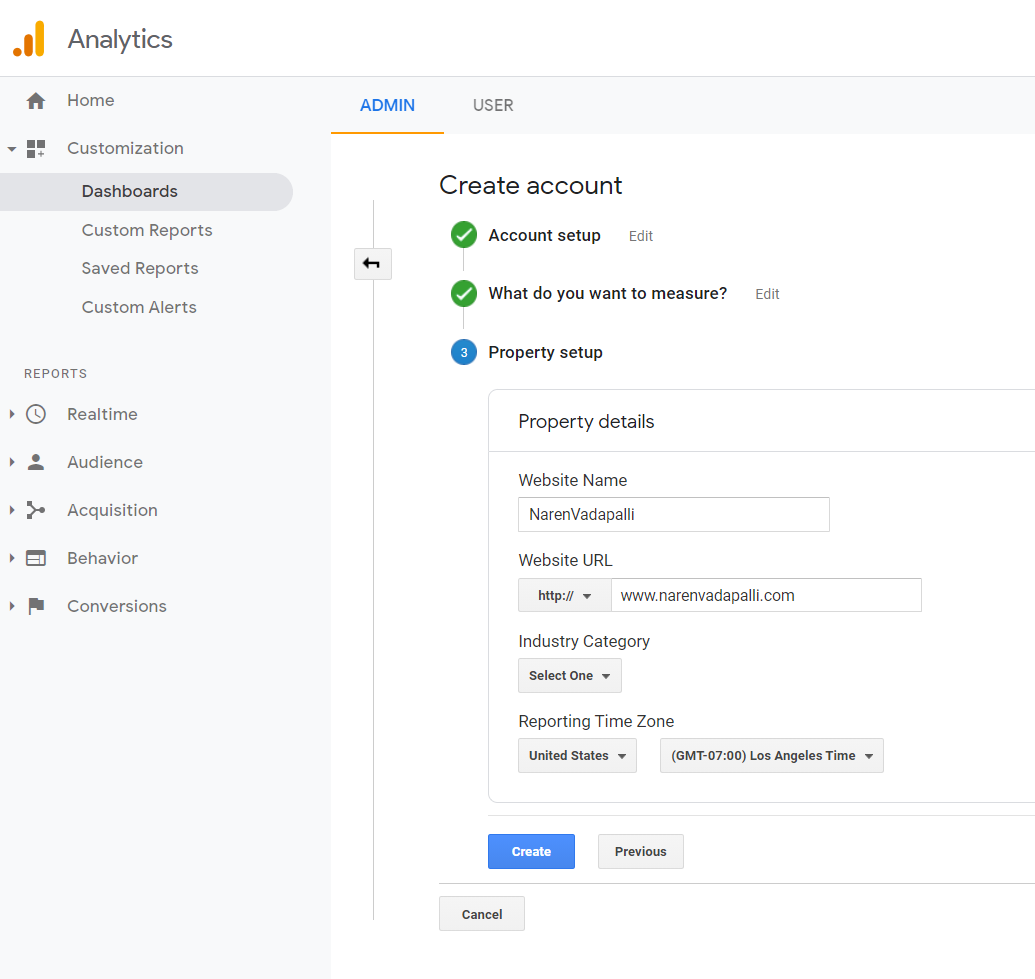 Analytics
Home
Customization
Dashboards
Custom Reports
Saved Reports
Custom Alerts
REPORTS
Realtime
Audience
Acquisition
Behavior
Conversions
ADMIN USER
Create account
Account setup Edit
What do you want to measure? Edit
3 Property setup
Property details
Website Name
NarenVadapalli
Website URL
http:// www.narenvadapalli.com
Industry Category
Select One
Reporting Time Zone
United States (GMT-07:00) Los Angeles Time
Create Previous
Cancel